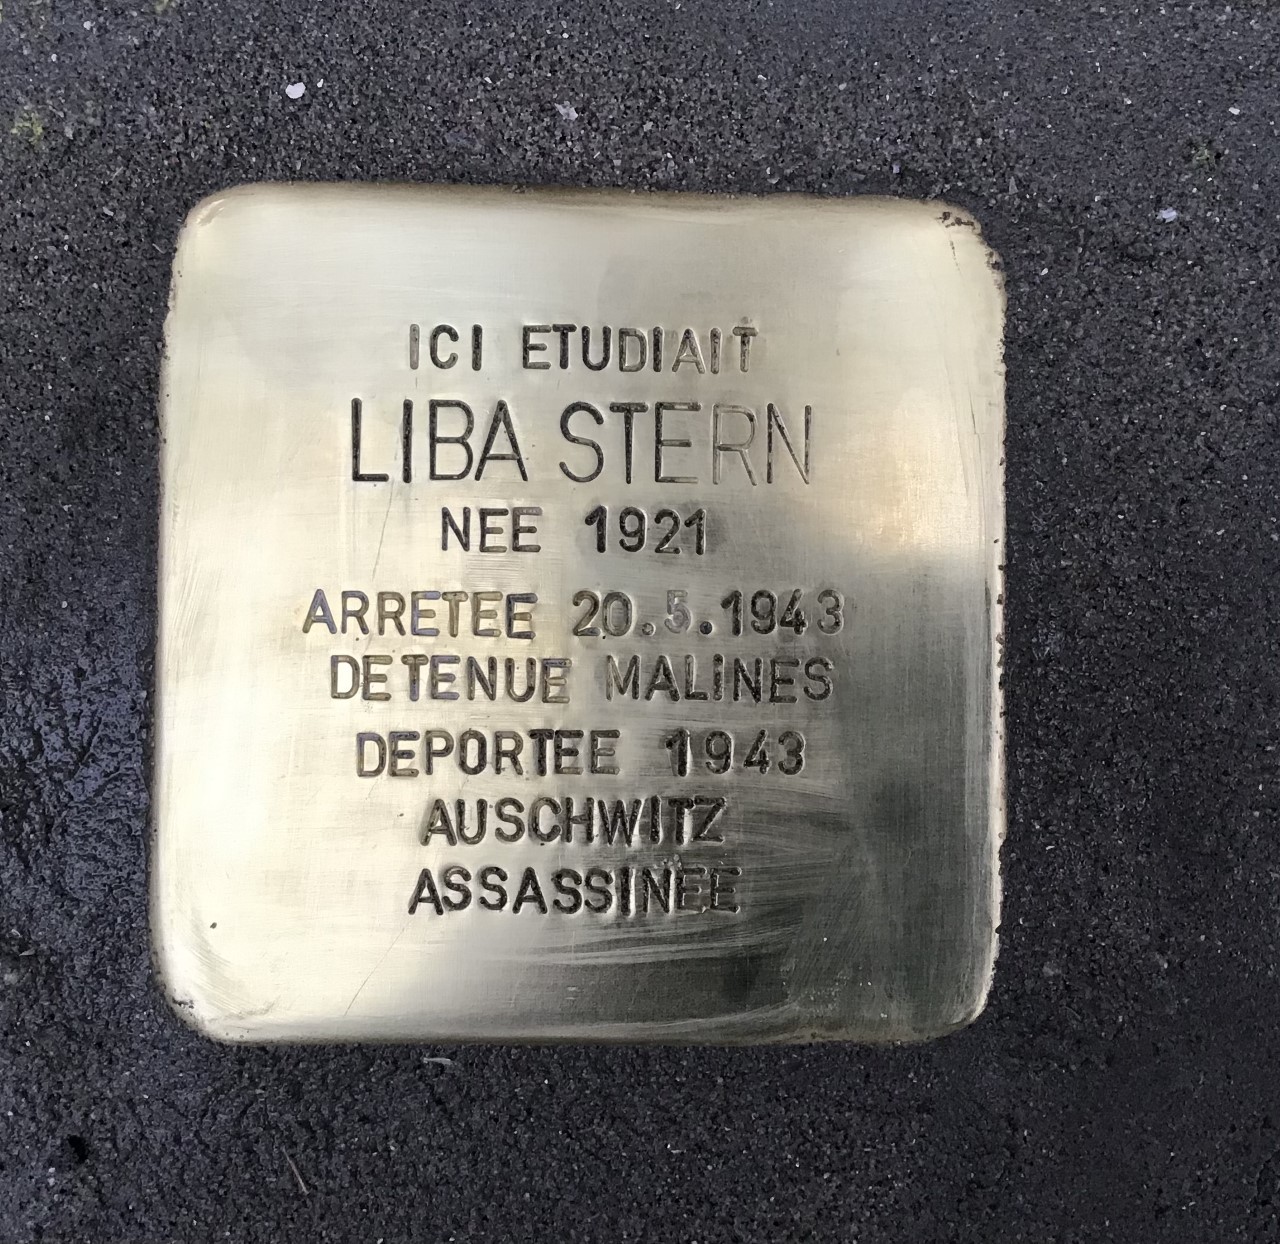 ICI ETUDIAIT
LIBA STERN
NEE 1921
ARRETEE 20.5.1943
DETENUE MALINES
DEPORTEE 1943
AUSCHWITZ
ASSASSINEE